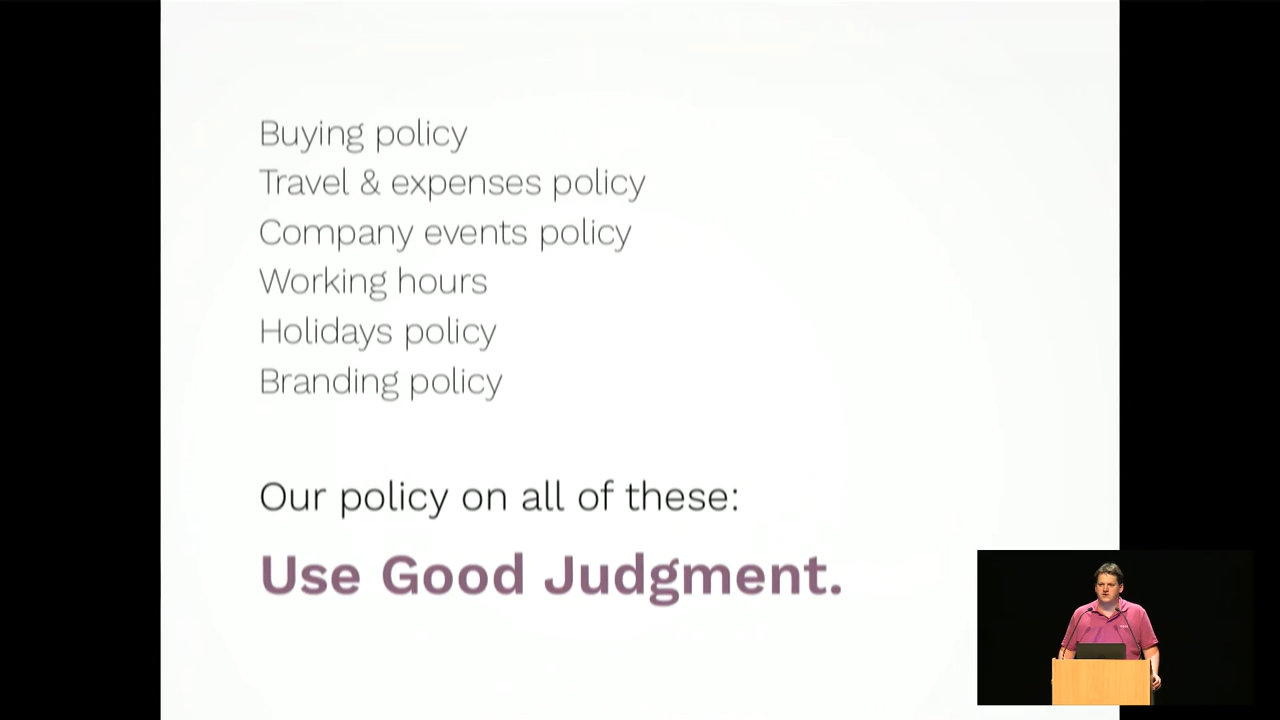 Buying policy
Travel & expenses policy
Company events policy
Working hours
Holidays policy
Branding policy
Our policy on all of these:
Use Good Judgment.